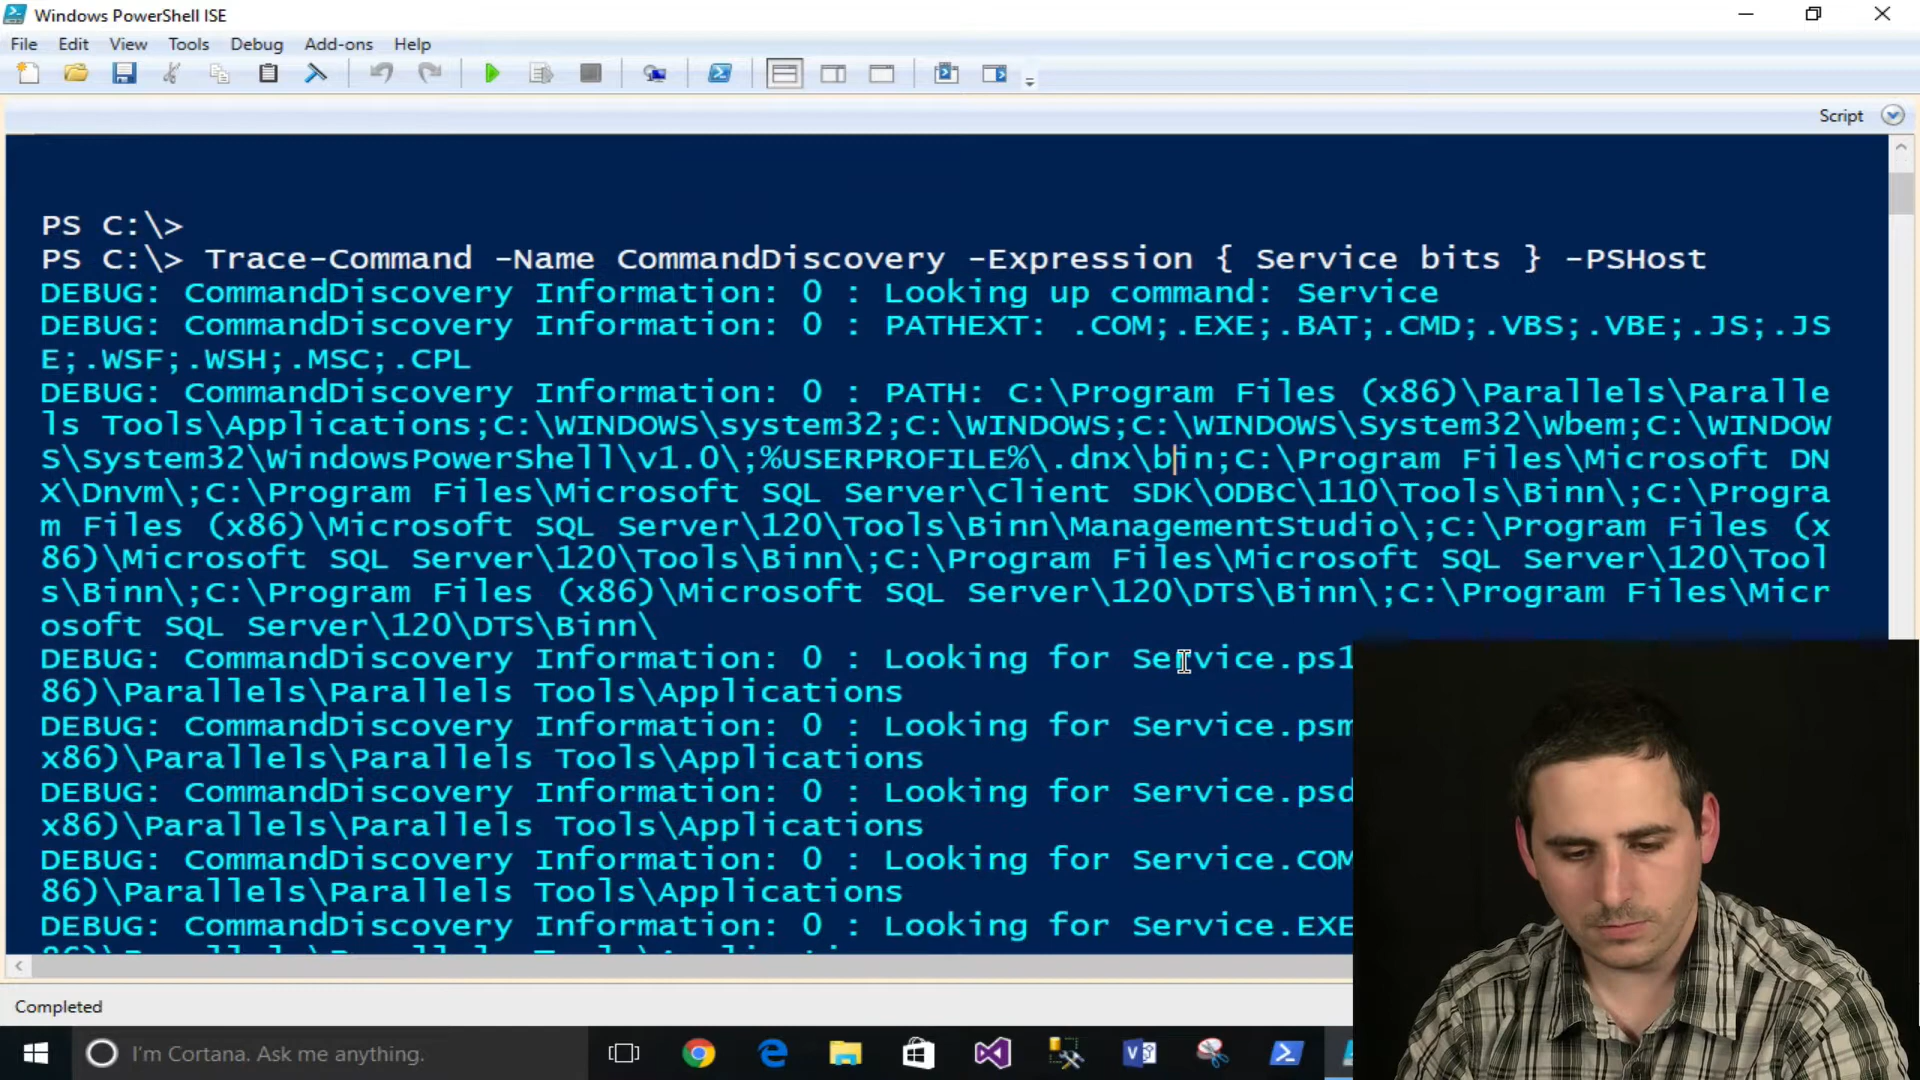 Windows PowerShell ISE
File Edit View Tools Debug Add-ons Help
Script
PS C:\>
PS C:\> Trace-Command -Name CommandDiscovery -Expression { Service bits } -PSHost
DEBUG: CommandDiscovery Information: 0 : Looking up command: Service
DEBUG: CommandDiscovery Information: 0 : PATHEXT: .COM;.EXE;.BAT;.CMD;.VBS;.VBE;.JS;.JS
E;.WSF;.WSH;.MSC;.CPL
DEBUG: CommandDiscovery Information: 0 : PATH: C:\Program Files (x86)\Parallels\Paralle
ls Tools\Applications;C:\WINDOWS\system32;C:\WINDOWS;C:\WINDOWS\System32\Wbem;C:\WINDOW
S\System32\WindowsPowerShell\v1.0\;%USERPROFILE%\.dnx\bin;C:\Program Files\Microsoft DN
X\Dnvm\;C:\Program Files\Microsoft SQL Server\Client SDK\ODBC\110\Tools\Binn\;C:\Progra
m Files (x86)\Microsoft SQL Server\120\Tools\Binn\ManagementStudio\;C:\Program Files (x
86)\Microsoft SQL Server\120\Tools\Binn\;C:\Program Files\Microsoft SQL Server\120\Tool
s\Binn\;C:\Program Files (x86)\Microsoft SQL Server\120\DTS\Binn\;C:\Program Files\Micr
osoft SQL Server\120\DTS\Binn\
DEBUG: CommandDiscovery Information: 0 : Looking for Service.ps1
86)\Parallels\Parallels Tools\Applications
DEBUG: CommandDiscovery Information: 0 : Looking for Service.psm
x86)\Parallels\Parallels Tools\Applications
DEBUG: CommandDiscovery Information: 0 : Looking for Service.psd
x86)\Parallels\Parallels Tools\Applications
DEBUG: CommandDiscovery Information: 0 : Looking for Service.COM
86)\Parallels\Parallels Tools\Applications
DEBUG: CommandDiscovery Information: 0 : Looking for Service.EXE
Completed
I'm Cortana. Ask me anything.